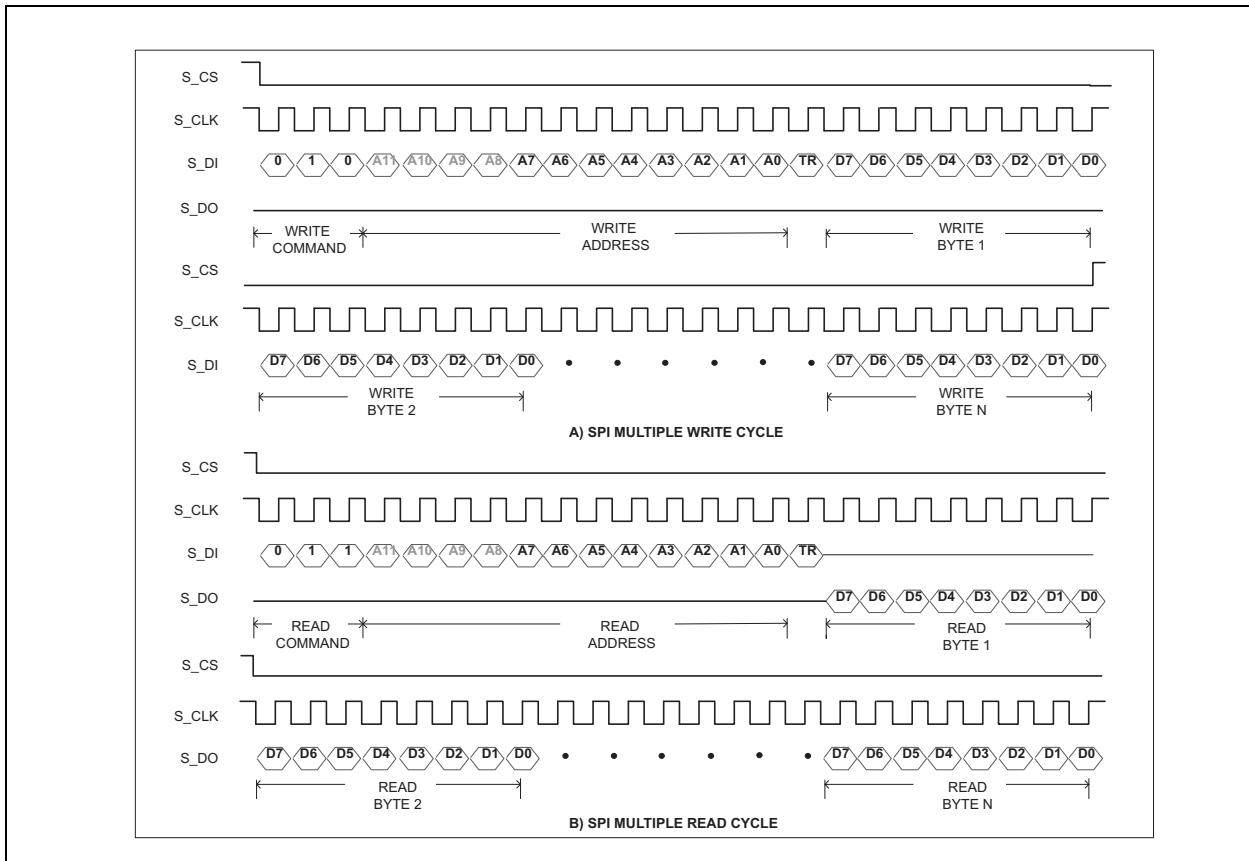 S_CS
S_CLK
S_DI 0 1 0 A11 A10 A9 A8 A7 A6 A5 A4 A3 A2 A1 A0 TR D7 D6 D5 D4 D3 D2 D1 D0
S_DO
WRITE COMMAND
WRITE ADDRESS
WRITE BYTE 1
S_CS
S_CLK
S_DI D7 D6 D5 D4 D3 D2 D1 D0 • • • • • • D7 D6 D5 D4 D3 D2 D1 D0
WRITE BYTE 2
WRITE BYTE N
A) SPI MULTIPLE WRITE CYCLE
S_CS
S_CLK
S_DI 0 1 1 A11 A10 A9 A8 A7 A6 A5 A4 A3 A2 A1 A0 TR
S_DO D7 D6 D5 D4 D3 D2 D1 D0
READ COMMAND
READ ADDRESS
READ BYTE 1
S_CS
S_CLK
S_DO D7 D6 D5 D4 D3 D2 D1 D0 • • • • • • D7 D6 D5 D4 D3 D2 D1 D0
READ BYTE 2
READ BYTE N
B) SPI MULTIPLE READ CYCLE